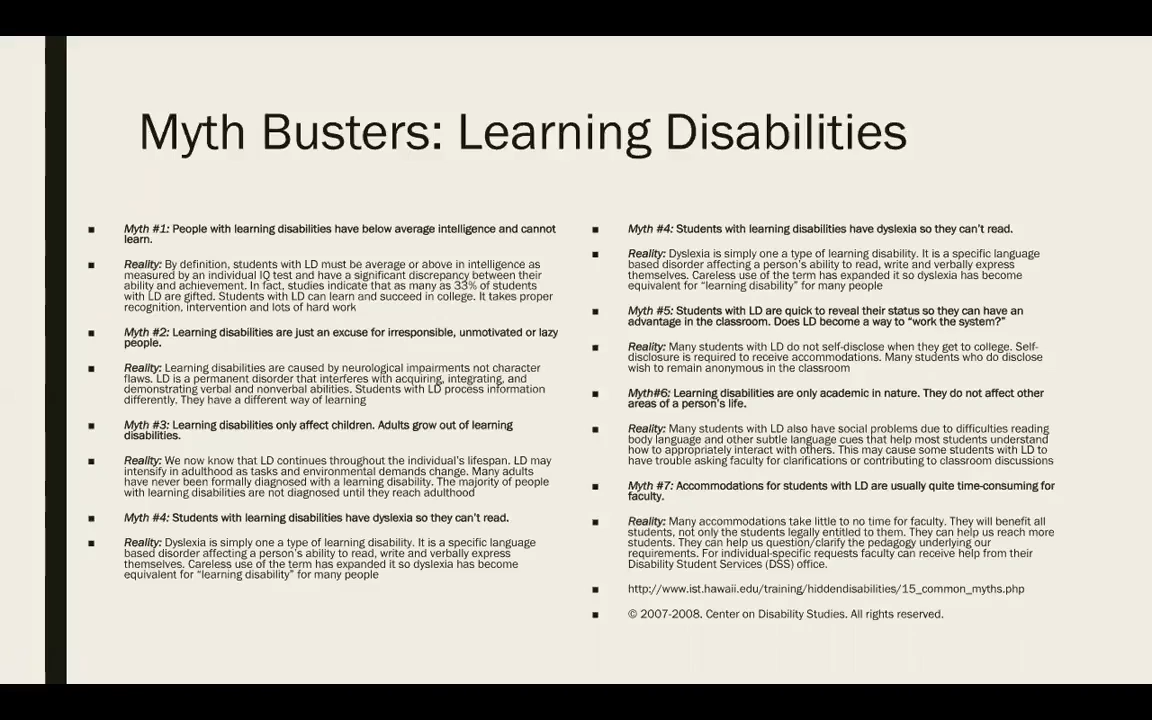 Myth Busters: Learning Disabilities
■ Myth #1: People with learning disabilities have below average intelligence and cannot
learn.
■ Reality: By definition, students with LD must be average or above in intelligence as
measured by an individual IQ test and have a significant discrepancy between their
ability and achievement. In fact, studies indicate that as many as 33% of students
with LD are gifted. Students with LD can learn and succeed in college. It takes proper
recognition, intervention and lots of hard work
■ Myth #2: Learning disabilities are just an excuse for irresponsible, unmotivated or lazy
people.
■ Reality: Learning disabilities are caused by neurological impairments not character
flaws. LD is a permanent disorder that interferes with acquiring, integrating, and
demonstrating verbal and nonverbal abilities. Students with LD process information
differently. They have a different way of learning
■ Myth #3: Learning disabilities only affect children. Adults grow out of learning
disabilities.
■ Reality: We now know that LD continues throughout the individual's lifespan. LD may
intensify in adulthood as tasks and environmental demands change. Many adults
have never been formally diagnosed with a learning disability. The majority of people
with learning disabilities are not diagnosed until they reach adulthood
■ Myth #4: Students with learning disabilities have dyslexia so they can't read.
■ Reality: Dyslexia is simply one a type of learning disability. It is a specific language
based disorder affecting a person's ability to read, write and verbally express
themselves. Careless use of the term has expanded it so dyslexia has become
equivalent for "learning disability" for many people
■ Myth #4: Students with learning disabilities have dyslexia so they can't read.
■ Reality: Dyslexia is simply one a type of learning disability. It is a specific language
based disorder affecting a person's ability to read, write and verbally express
themselves. Careless use of the term has expanded it so dyslexia has become
equivalent for "learning disability" for many people
■ Myth #5: Students with LD are quick to reveal their status so they can have an
advantage in the classroom. Does LD become a way to "work the system?"
■ Reality: Many students with LD do not self-disclose when they get to college. Self-
disclosure is required to receive accommodations. Many students who do disclose
wish to remain anonymous in the classroom
■ Myth#6: Learning disabilities are only academic in nature. They do not affect other
areas of a person's life.
■ Reality: Many students with LD also have social problems due to difficulties reading
body language and other subtle language cues that help most students understand
how to appropriately interact with others. This may cause some students with LD to
have trouble asking faculty for clarifications or contributing to classroom discussions
■ Myth #7: Accommodations for students with LD are usually quite time-consuming for
faculty.
■ Reality: Many accommodations take little to no time for faculty. They will benefit all
students, not only the students legally entitled to them. They can help us reach more
students. They can help us question/clarify the pedagogy underlying our
requirements. For individual-specific requests faculty can receive help from their
Disability Student Services (DSS) office.
■ http://www.ist.hawaii.edu/training/hiddendisabilities/15_common_myths.php
■ © 2007-2008. Center on Disability Studies. All rights reserved.